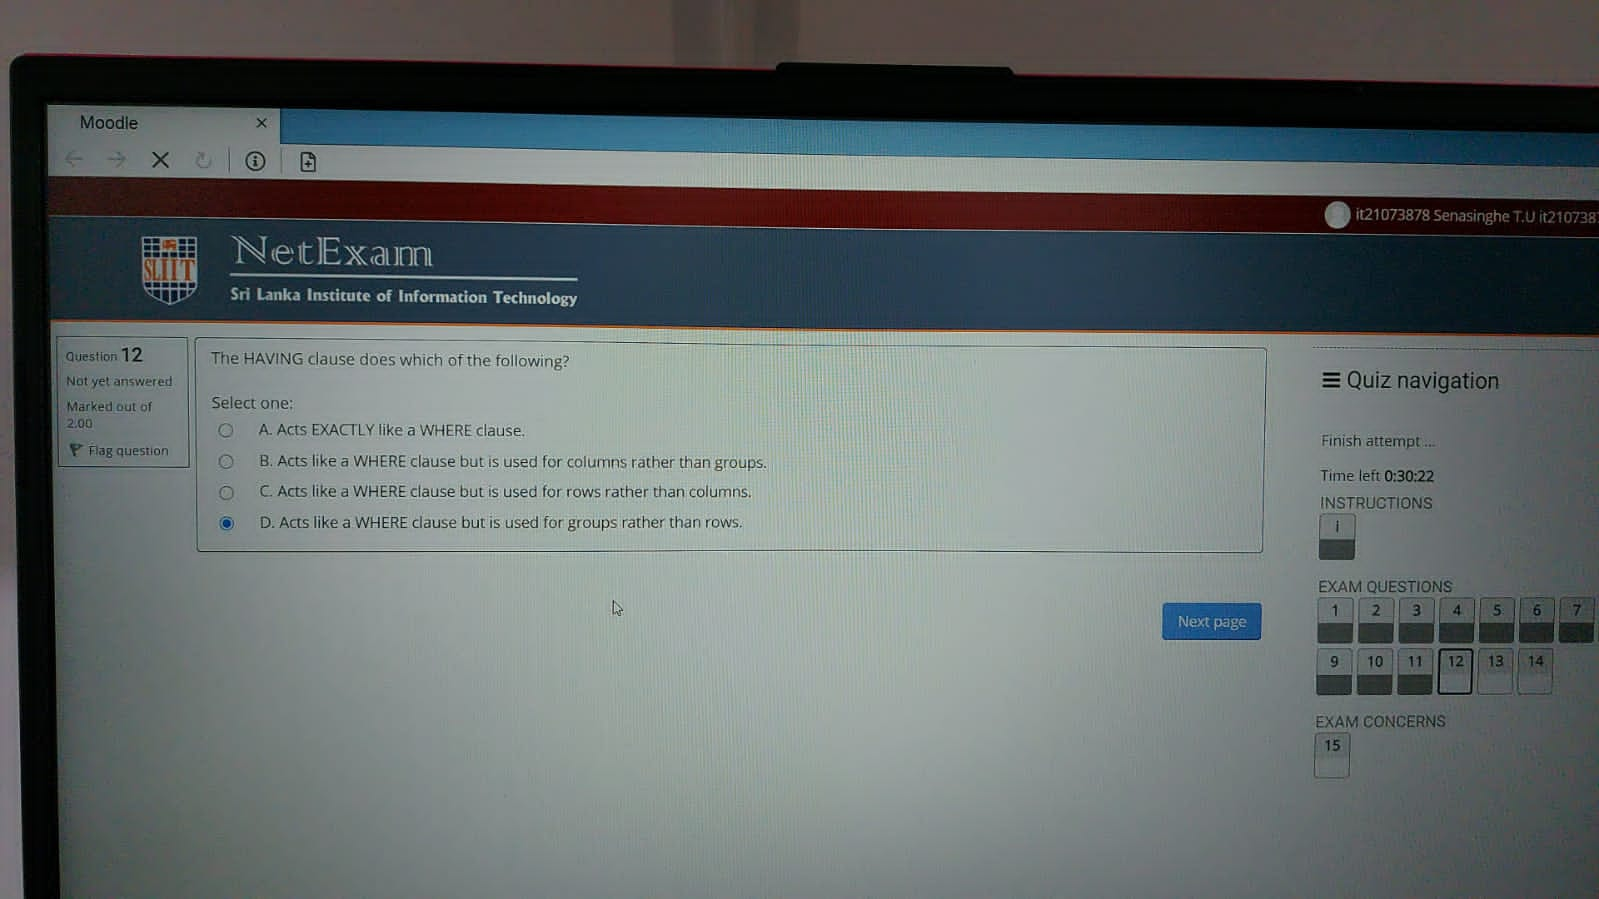 Moodle
it21073878 Senasinghe T.U it2107387
SLIIT
NetExam
Sri Lanka Institute of Information Technology
Question 12
Not yet answered
Marked out of
2.00
Flag question
The HAVING clause does which of the following?
Select one:
A. Acts EXACTLY like a WHERE clause.
B. Acts like a WHERE clause but is used for columns rather than groups.
C. Acts like a WHERE clause but is used for rows rather than columns.
D. Acts like a WHERE clause but is used for groups rather than rows.
Next page
Quiz navigation
Finish attempt ...
Time left 0:30:22
INSTRUCTIONS
i
EXAM QUESTIONS
1 2 3 4 5 6 7
9 10 11 12 13 14
EXAM CONCERNS
15